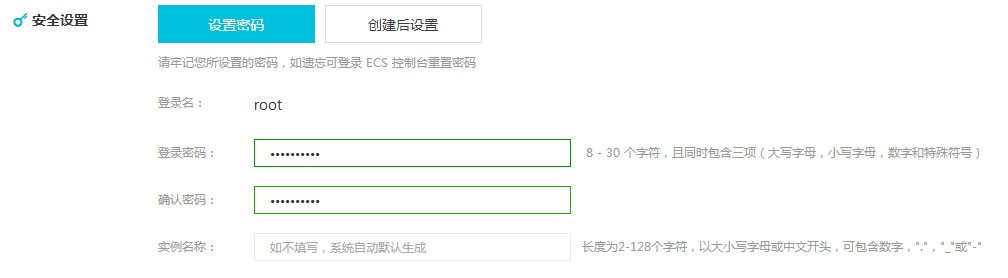 安全设置 设置密码 创建后设置
请牢记您所设置的密码，如遗忘可登录 ECS 控制台重置密码
登录名： root
登录密码： •••••••••• 8 - 30 个字符，且同时包含三项（大写字母，小写字母，数字和特殊符号）
确认密码： ••••••••••
实例名称： 如不填写，系统自动默认生成 长度为2-128个字符，以大小写字母或中文开头，可包含数字，"."，"_"或"-"